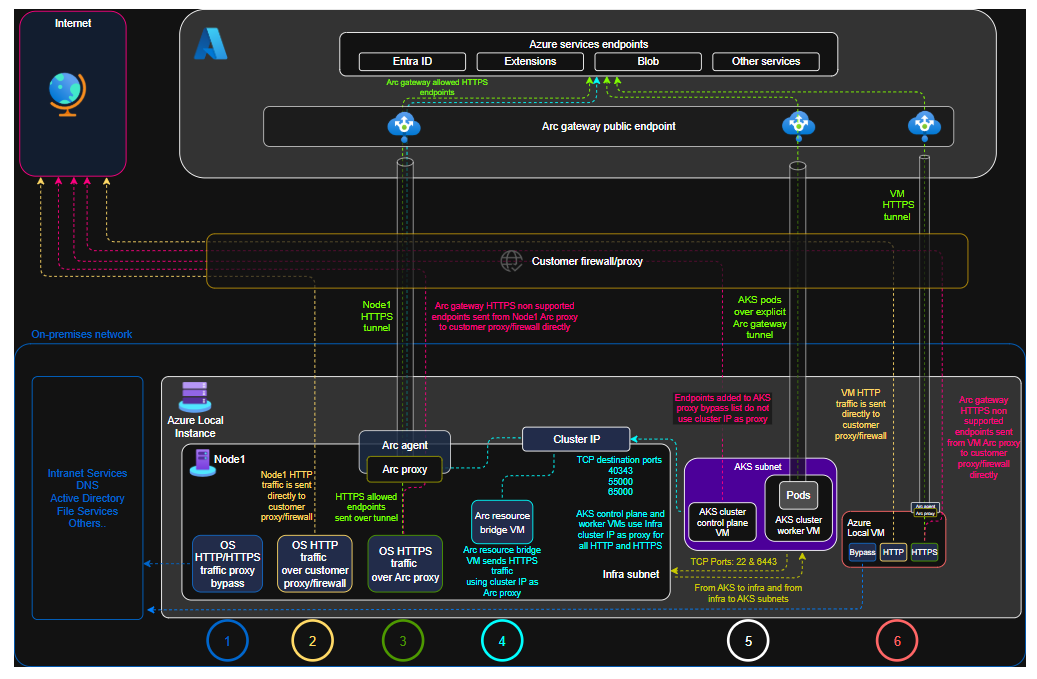 Internet
Azure services endpoints
Entra ID
Extensions
Blob
Other services
Arc gateway allowed HTTPS
endpoints
Arc gateway public endpoint
VM
HTTPS
tunnel
Customer firewall/proxy
Node1
HTTPS
tunnel
Arc gateway HTTPS non supported
endpoints sent from Node1 Arc proxy
to customer proxy/firewall directly
AKS pods
over explicit
Arc gateway
tunnel
On-premises network
Azure Local
Instance
Intranet Services
DNS
Active Directory
File Services
Others..
Node1
Node1 HTTP
traffic is sent
directly to
customer
proxy/firewall
Arc agent
Arc proxy
HTTPS allowed
endpoints
sent over tunnel
Cluster IP
TCP destination ports
40343
55000
65000
AKS control plane and
worker VMs use Infra
cluster IP as proxy for
all HTTP and HTTPS
Endpoints added to AKS
proxy bypass list do not
use cluster IP as proxy
AKS subnet
Pods
AKS cluster
control plane
VM
AKS cluster
worker VM
VM HTTP
traffic is sent
directly to
customer
proxy/firewall
Arc gateway
HTTPS non
supported
endpoints sent
from VM Arc proxy
to customer
proxy/firewall
directly
Arc agent
Arc proxy
Azure
Local VM
Bypass
HTTP
HTTPS
OS
HTTP/HTTPS
traffic proxy
bypass
OS HTTP
traffic
over customer
proxy/firewall
OS HTTPS
traffic
over Arc proxy
Arc resource
bridge VM
Arc resource bridge
VM sends HTTPS
traffic
using cluster IP as
Arc proxy
Infra subnet
TCP Ports: 22 & 6443
From AKS to infra and from
infra to AKS subnets
1
2
3
4
5
6